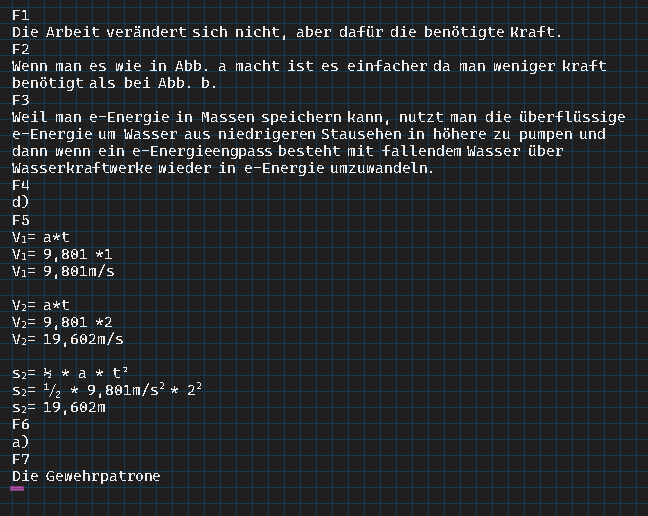 F1
Die Arbeit verändert sich nicht, aber dafür die benötigte Kraft.
F2
Wenn man es wie in Abb. a macht ist es einfacher da man weniger kraft
benötigt als bei Abb. b.
F3
Weil man e-Energie in Massen speichern kann, nutzt man die überflüssige
e-Energie um Wasser aus niedrigeren Stausehen in höhere zu pumpen und
dann wenn ein e-Energieengpass besteht mit fallendem Wasser über
Wasserkraftwerke wieder in e-Energie umzuwandeln.
F4
d)
F5
V₁= a*t
V₁= 9,801 *1
V₁= 9,801m/s

V₂= a*t
V₂= 9,801 *2
V₂= 19,602m/s

s₂= ½ * a * t²
s₂= ¹/₂ * 9,801m/s² * 2²
s₂= 19,602m
F6
a)
F7
Die Gewehrpatrone